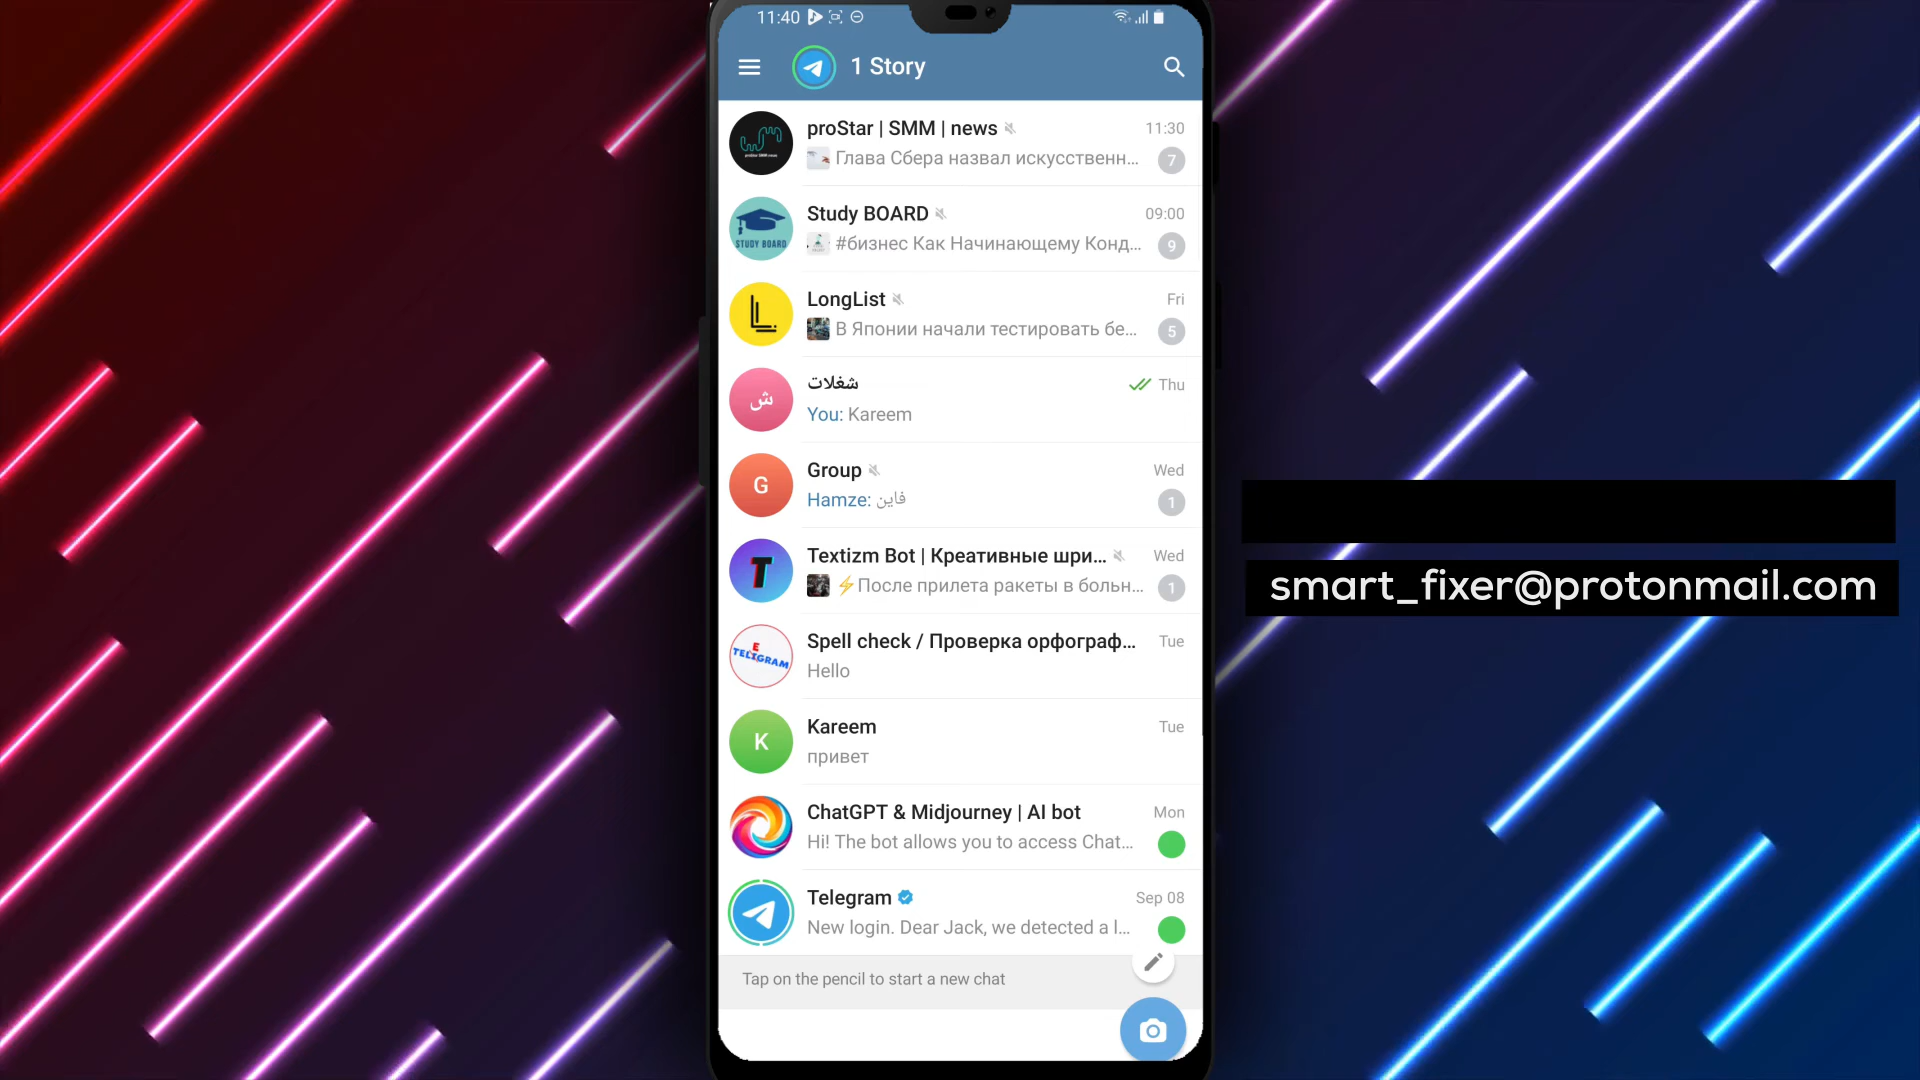 11:40
1 Story
proStar | SMM | news 11:30
Глава Сбера назвал искусственн... 7
STUDY BOARD
Study BOARD 09:00
#бизнес Как Начинающему Конд... 9
LongList Fri
В Японии начали тестировать бе... 5
ش
شغلات Thu
You: Kareem
G
Group Wed
Hamze: فاين 1
T
Textizm Bot | Креативные шри... Wed
⚡После прилета ракеты в больн... 1
E TELIGRAM
Spell check / Проверка орфограф... Tue
Hello
K
Kareem Tue
привет
ChatGPT & Midjourney | AI bot Mon
Hi! The bot allows you to access Chat...
Telegram Sep 08
New login. Dear Jack, we detected a l...
Tap on the pencil to start a new chat
smart_fixer@protonmail.com